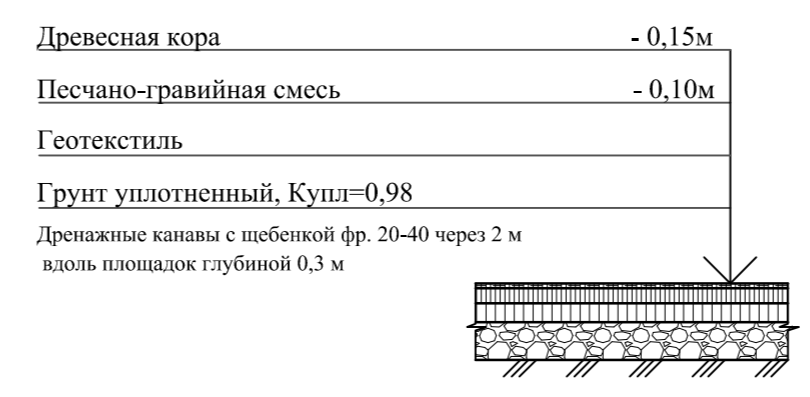 Древесная кора - 0,15м
Песчано-гравийная смесь - 0,10м
Геотекстиль
Грунт уплотненный, Купл=0,98
Дренажные канавы с щебенкой фр. 20-40 через 2 м
вдоль площадок глубиной 0,3 м